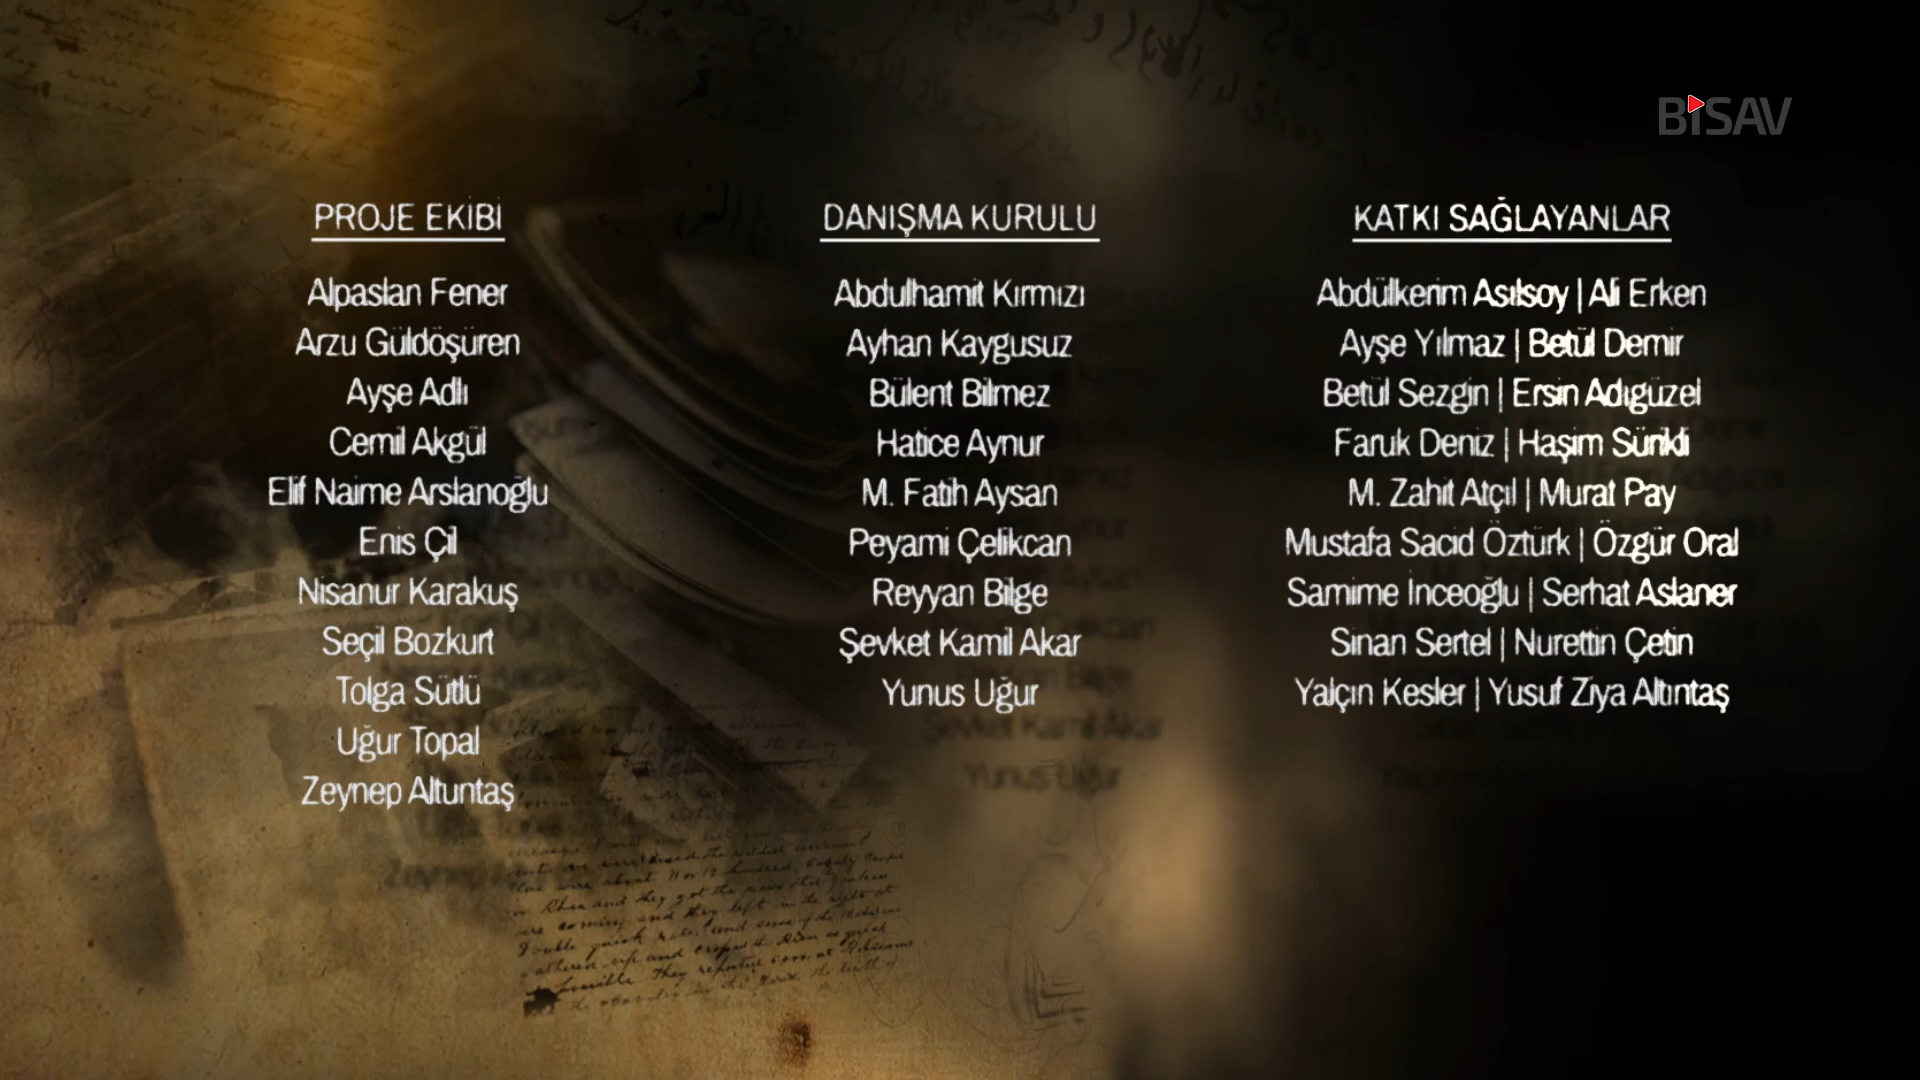 BİSAV
PROJE EKİBİ
Alpaslan Fener
Arzu Güldöşüren
Ayşe Adlı
Cemil Akgül
Elif Naime Arslanoğlu
Enis Çil
Nisanur Karakuş
Seçil Bozkurt
Tolga Sütlü
Uğur Topal
Zeynep Altuntaş
DANIŞMA KURULU
Abdulhamit Kırmızı
Ayhan Kaygusuz
Bülent Bilmez
Hatice Aynur
M. Fatih Aysan
Peyami Çelikcan
Reyyan Bilge
Şevket Kamil Akar
Yunus Uğur
KATKI SAĞLAYANLAR
Abdülkerim Asılsoy | Ali Erken
Ayşe Yılmaz | Betül Demir
Betül Sezgin | Ersin Adıgüzel
Faruk Deniz | Haşim Sürikli
M. Zahit Atçıl | Murat Pay
Mustafa Sacid Öztürk | Özgür Oral
Samime İnceoğlu | Serhat Aslaner
Sinan Sertel | Nurettin Çetin
Yalçın Kesler | Yusuf Ziya Altıntaş